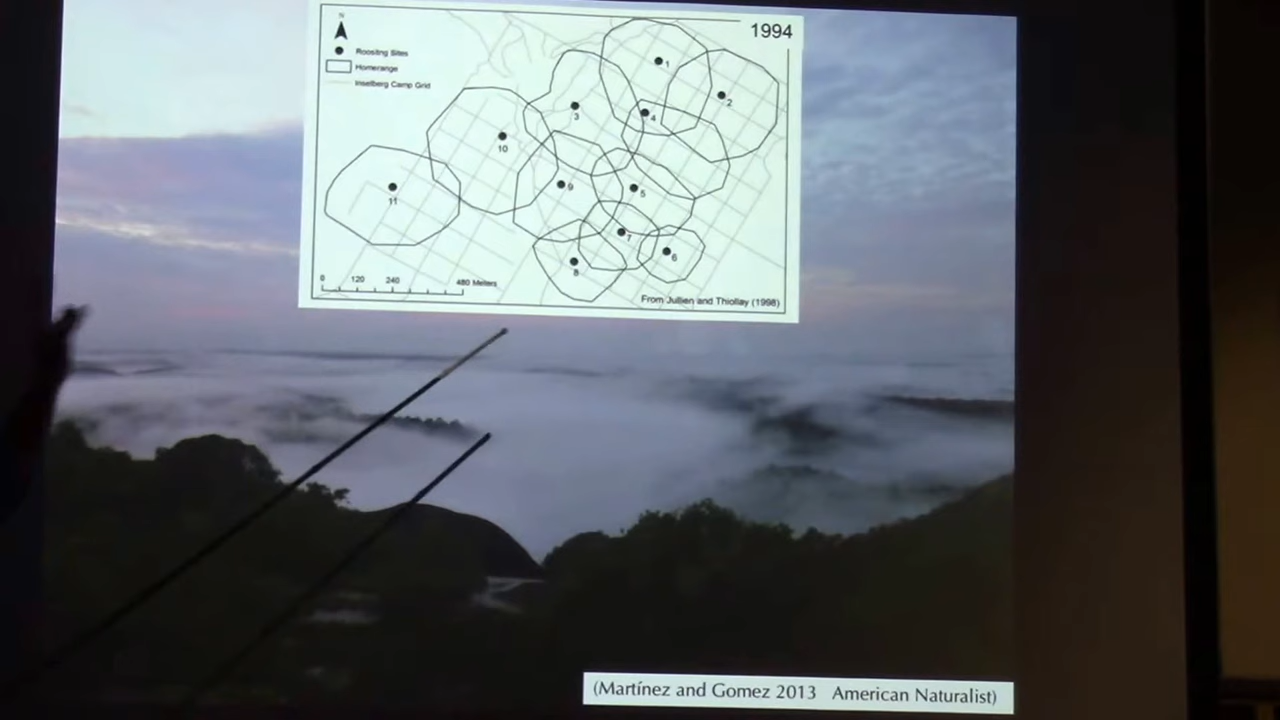 N
1994
Roosting Sites
Homerange
Inselberg Camp Grid
1
2
3
4
10
9
5
11
7
6
8
0 120 240 480 Meters
From Jullien and Thiollay (1998)
(Martínez and Gomez 2013 American Naturalist)